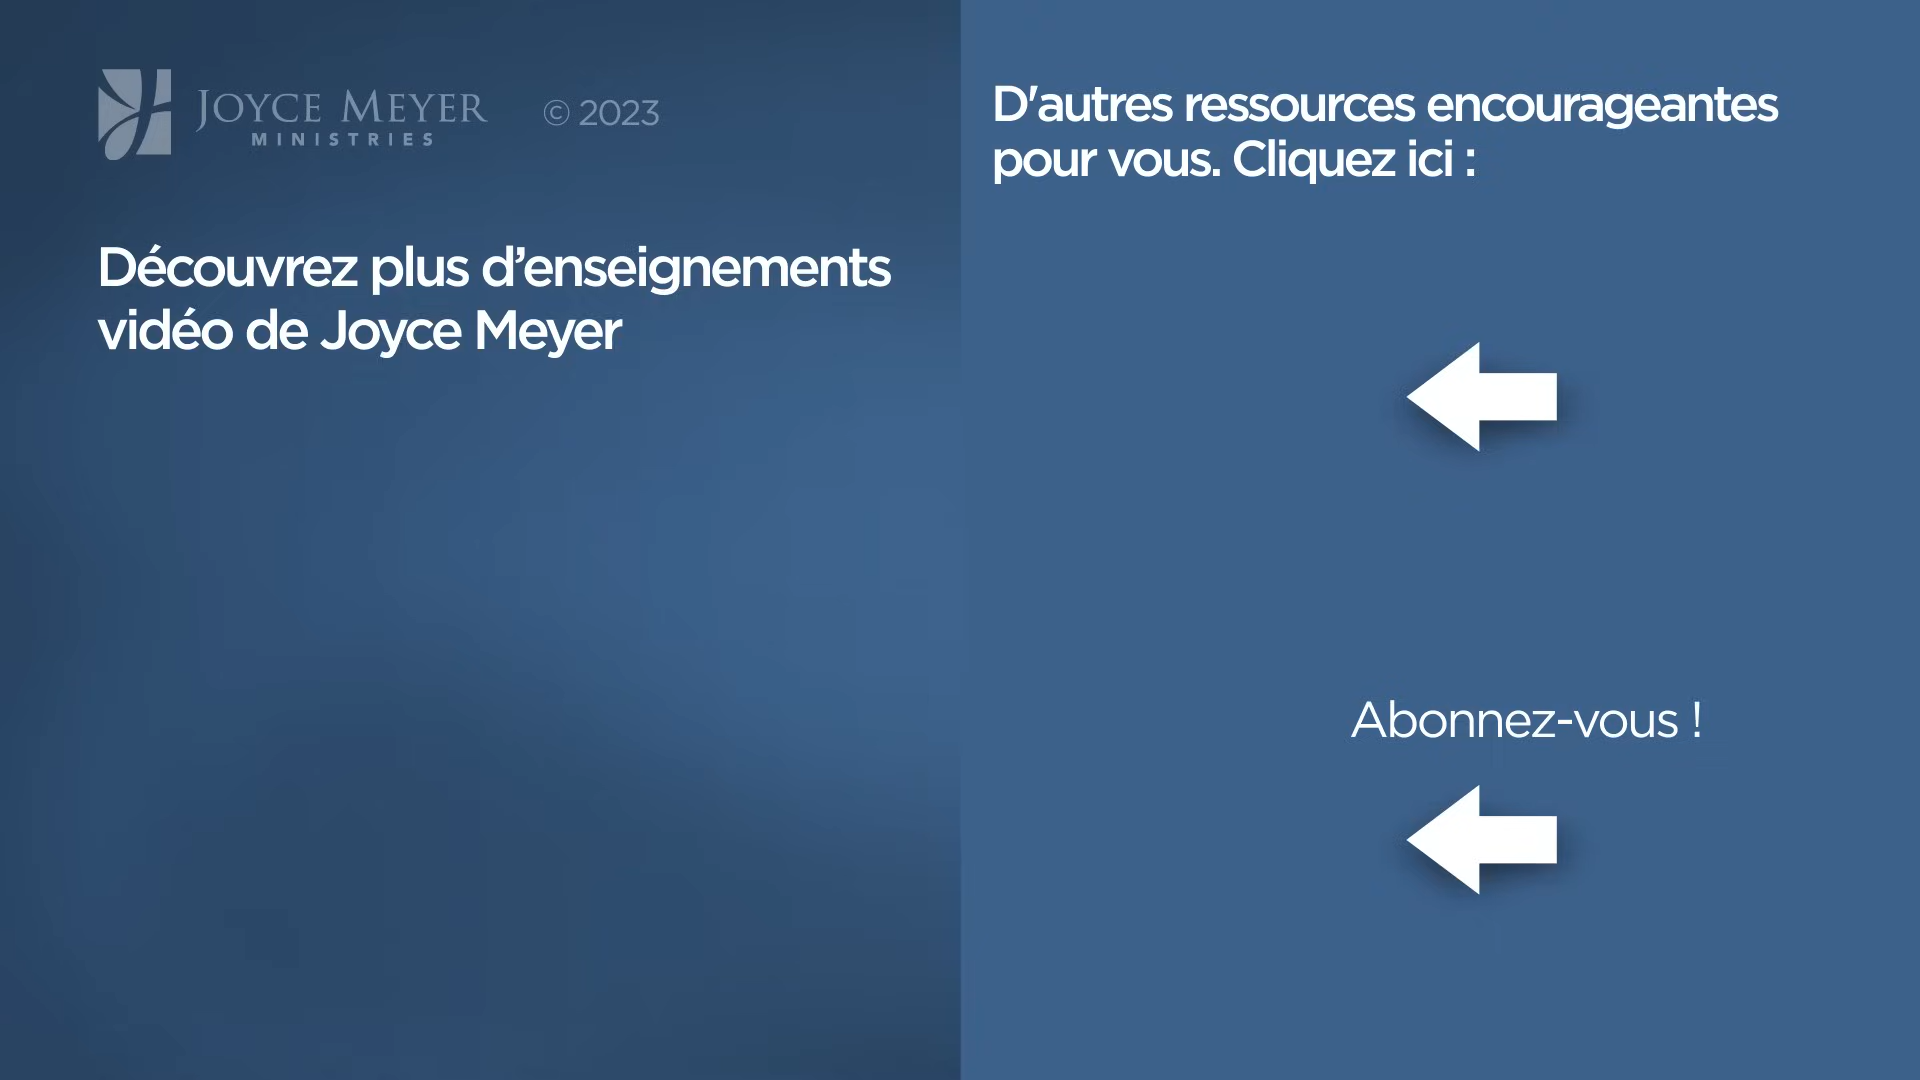 JOYCE MEYER
MINISTRIES
© 2023
Découvrez plus d’enseignements
vidéo de Joyce Meyer
D'autres ressources encourageantes
pour vous. Cliquez ici :
Abonnez-vous !